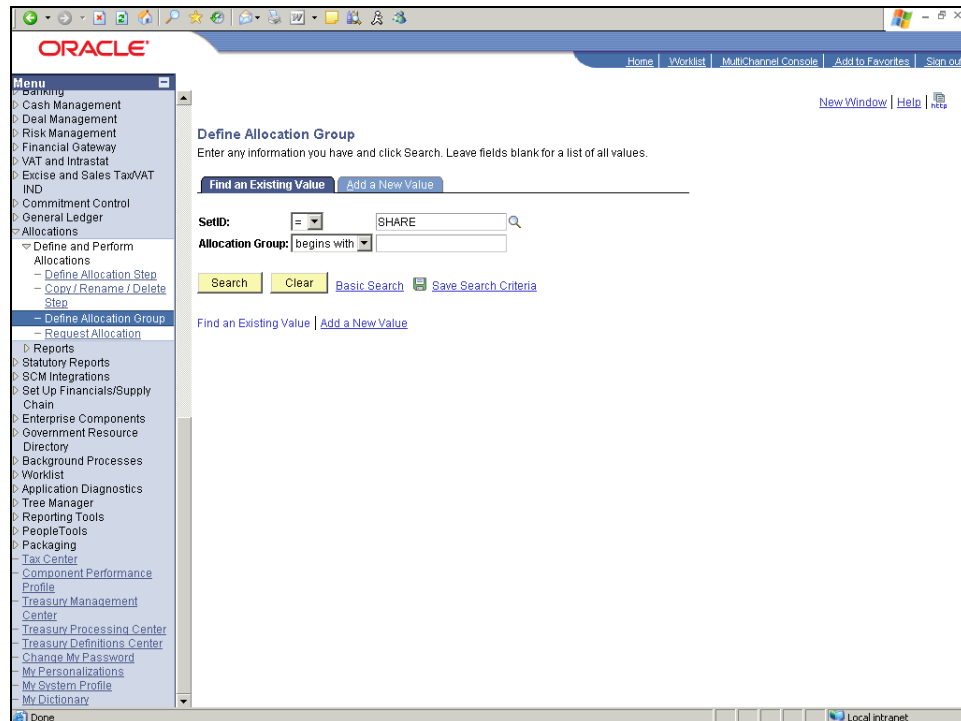 ORACLE
Home | Worklist | MultiChannel Console | Add to Favorites | Sign out
Menu
Banking
Cash Management
Deal Management
Risk Management
Financial Gateway
VAT and Intrastat
Excise and Sales Tax/VAT
IND
Commitment Control
General Ledger
Allocations
Define and Perform
Allocations
Define Allocation Step
Copy / Rename / Delete
Step
Define Allocation Group
Request Allocation
Reports
Statutory Reports
SCM Integrations
Set Up Financials/Supply
Chain
Enterprise Components
Government Resource
Directory
Background Processes
Worklist
Application Diagnostics
Tree Manager
Reporting Tools
PeopleTools
Packaging
Tax Center
Component Performance
Profile
Treasury Management
Center
Treasury Processing Center
Treasury Definitions Center
Change My Password
My Personalizations
My System Profile
My Dictionary
New Window | Help | http
Define Allocation Group
Enter any information you have and click Search. Leave fields blank for a list of all values.
Find an Existing Value Add a New Value
SetID: = SHARE
Allocation Group: begins with
Search Clear Basic Search Save Search Criteria
Find an Existing Value | Add a New Value
Done Local intranet